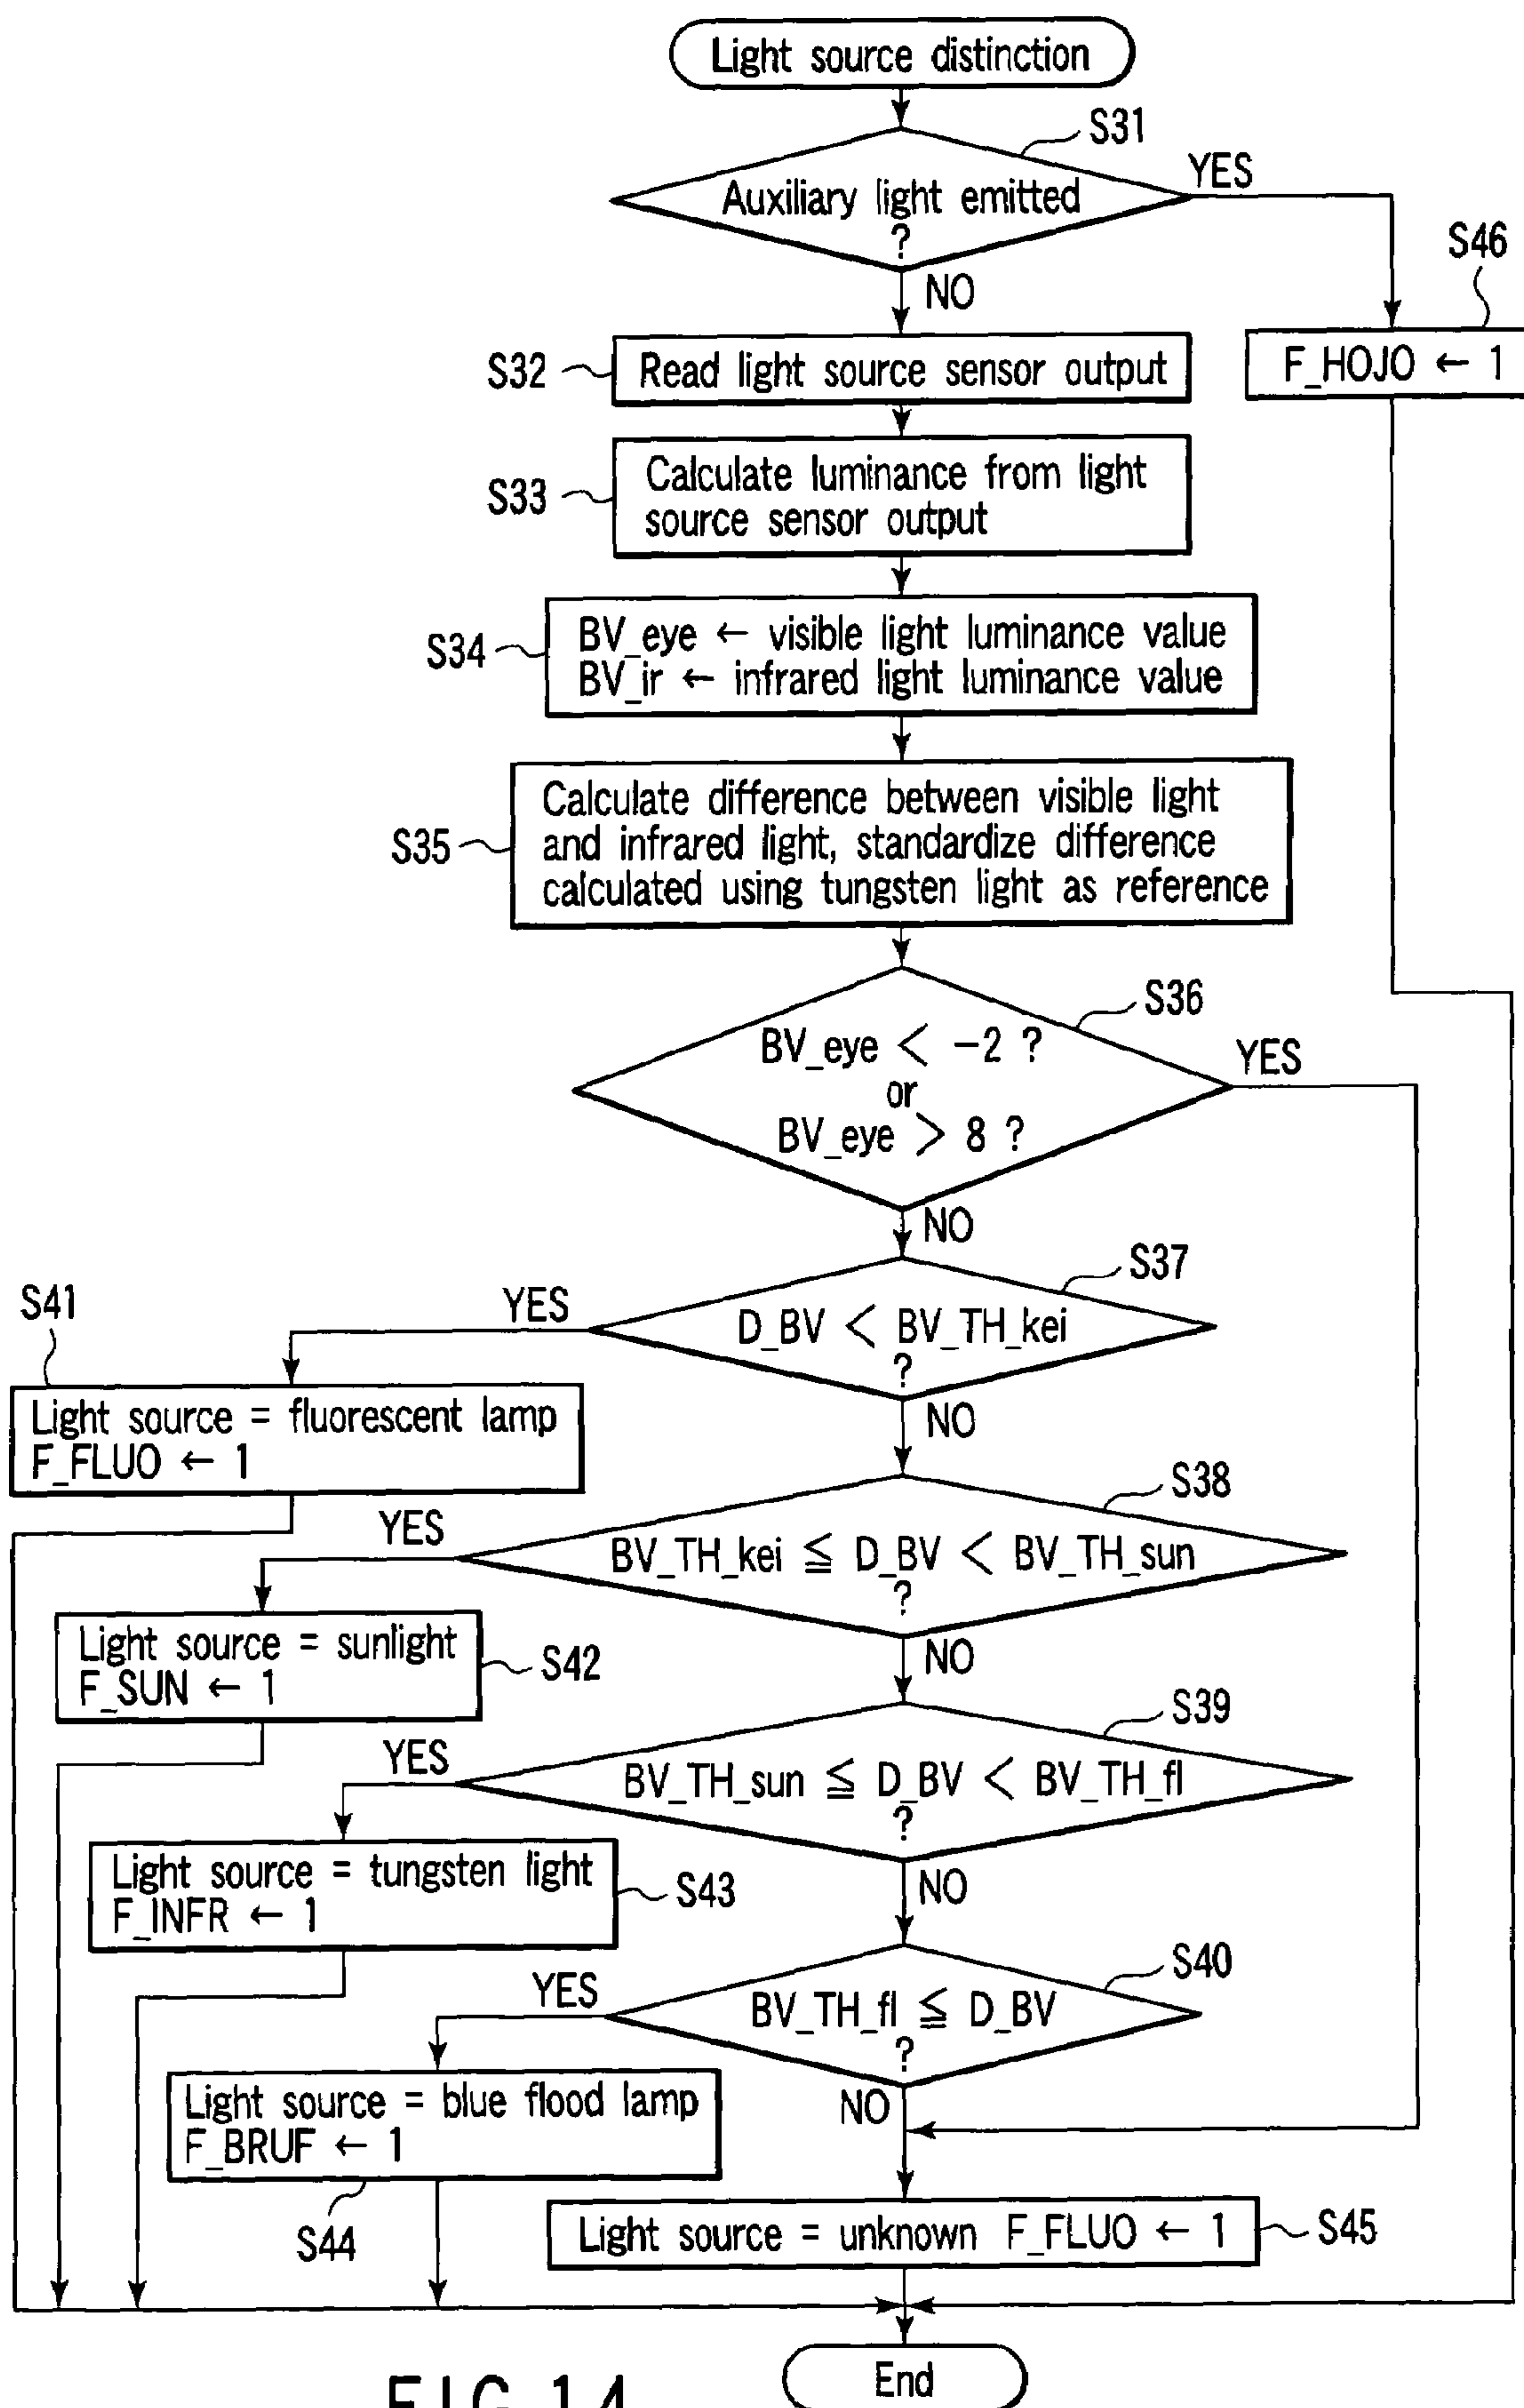 Light source distinction
S31
Auxiliary light emitted
?
YES
NO
S46
F_HOJO ← 1
S32
Read light source sensor output
S33
Calculate luminance from light
source sensor output
S34
BV_eye ← visible light luminance value
BV_ir ← infrared light luminance value
S35
Calculate difference between visible light
and infrared light, standardize difference
calculated using tungsten light as reference
S36
BV_eye < −2 ?
or
BV_eye > 8 ?
YES
NO
S37
D_BV < BV_TH_kei
?
YES
NO
S41
Light source = fluorescent lamp
F_FLUO ← 1
S38
BV_TH_kei ≦ D_BV < BV_TH_sun
?
YES
NO
Light source = sunlight
F_SUN ← 1
S42
S39
BV_TH_sun ≦ D_BV < BV_TH_fl
?
YES
NO
Light source = tungsten light
F_INFR ← 1
S43
S40
BV_TH_fl ≦ D_BV
?
YES
NO
Light source = blue flood lamp
F_BRUF ← 1
S44
Light source = unknown F_FLUO ← 1
S45
End
FIG. 14